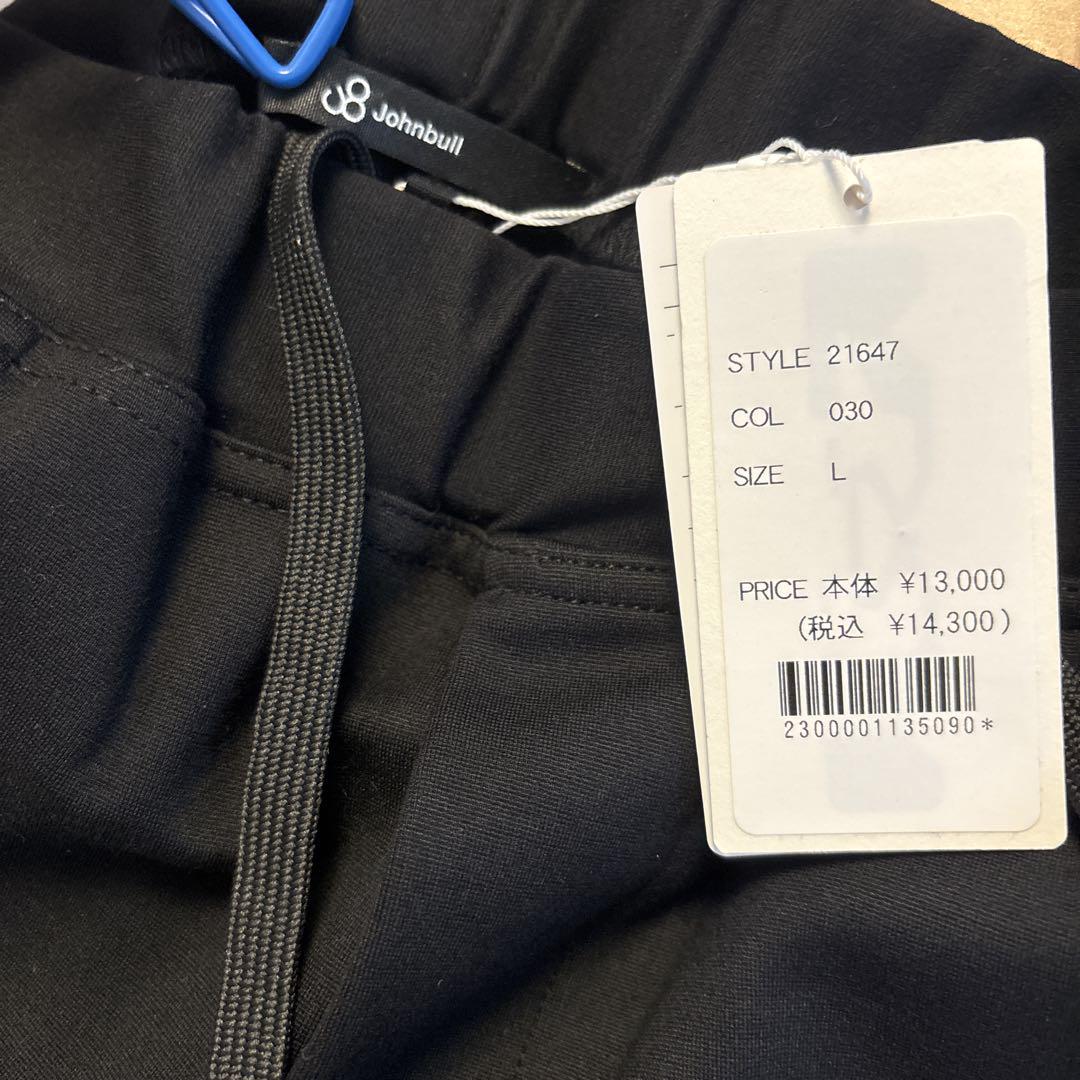 Johnbull
STYLE 21647
COL 030
SIZE L
PRICE 本体 ¥13,000
(税込 ¥14,300)
2300001135090*